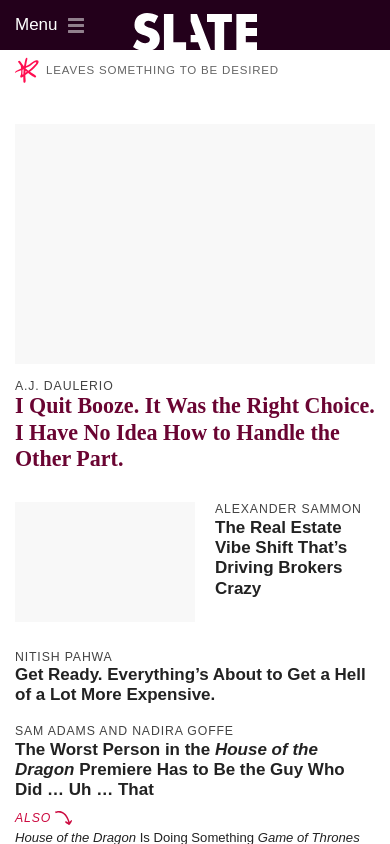 Menu
SLATE
LEAVES SOMETHING TO BE DESIRED
A.J. DAULERIO
I Quit Booze. It Was the Right Choice.
I Have No Idea How to Handle the
Other Part.
ALEXANDER SAMMON
The Real Estate
Vibe Shift That’s
Driving Brokers
Crazy
NITISH PAHWA
Get Ready. Everything’s About to Get a Hell
of a Lot More Expensive.
SAM ADAMS AND NADIRA GOFFE
The Worst Person in the House of the
Dragon Premiere Has to Be the Guy Who
Did … Uh … That
ALSO
House of the Dragon Is Doing Something Game of Thrones